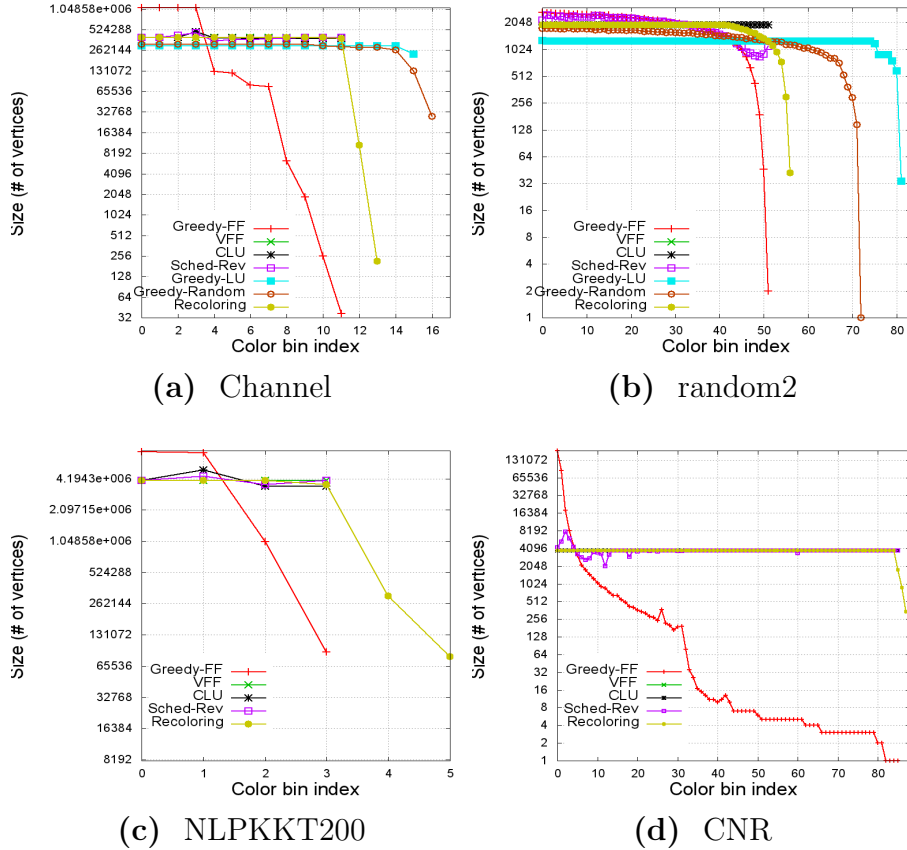 1.04858e+006
524288
262144
131072
65536
32768
16384
8192
4096
2048
1024
512
256
128
64
32
Size (# of vertices)
Greedy-FF
VFF
CLU
Sched-Rev
Greedy-LU
Greedy-Random
Recoloring
0 2 4 6 8 10 12 14 16
Color bin index
(a) Channel
2048
1024
512
256
128
64
32
16
8
4
2
1
Size (# of vertices)
Greedy-FF
VFF
CLU
Sched-Rev
Greedy-LU
Greedy-Random
Recoloring
0 10 20 30 40 50 60 70 80
Color bin index
(b) random2
4.1943e+006
2.09715e+006
1.04858e+006
524288
262144
131072
65536
32768
16384
8192
Size (# of vertices)
Greedy-FF
VFF
CLU
Sched-Rev
Recoloring
0 1 2 3 4 5
Color bin index
(c) NLPKKT200
131072
65536
32768
16384
8192
4096
2048
1024
512
256
128
64
32
16
8
4
2
1
Size (# of vertices)
Greedy-FF
VFF
CLU
Sched-Rev
Recoloring
0 10 20 30 40 50 60 70 80
Color bin index
(d) CNR